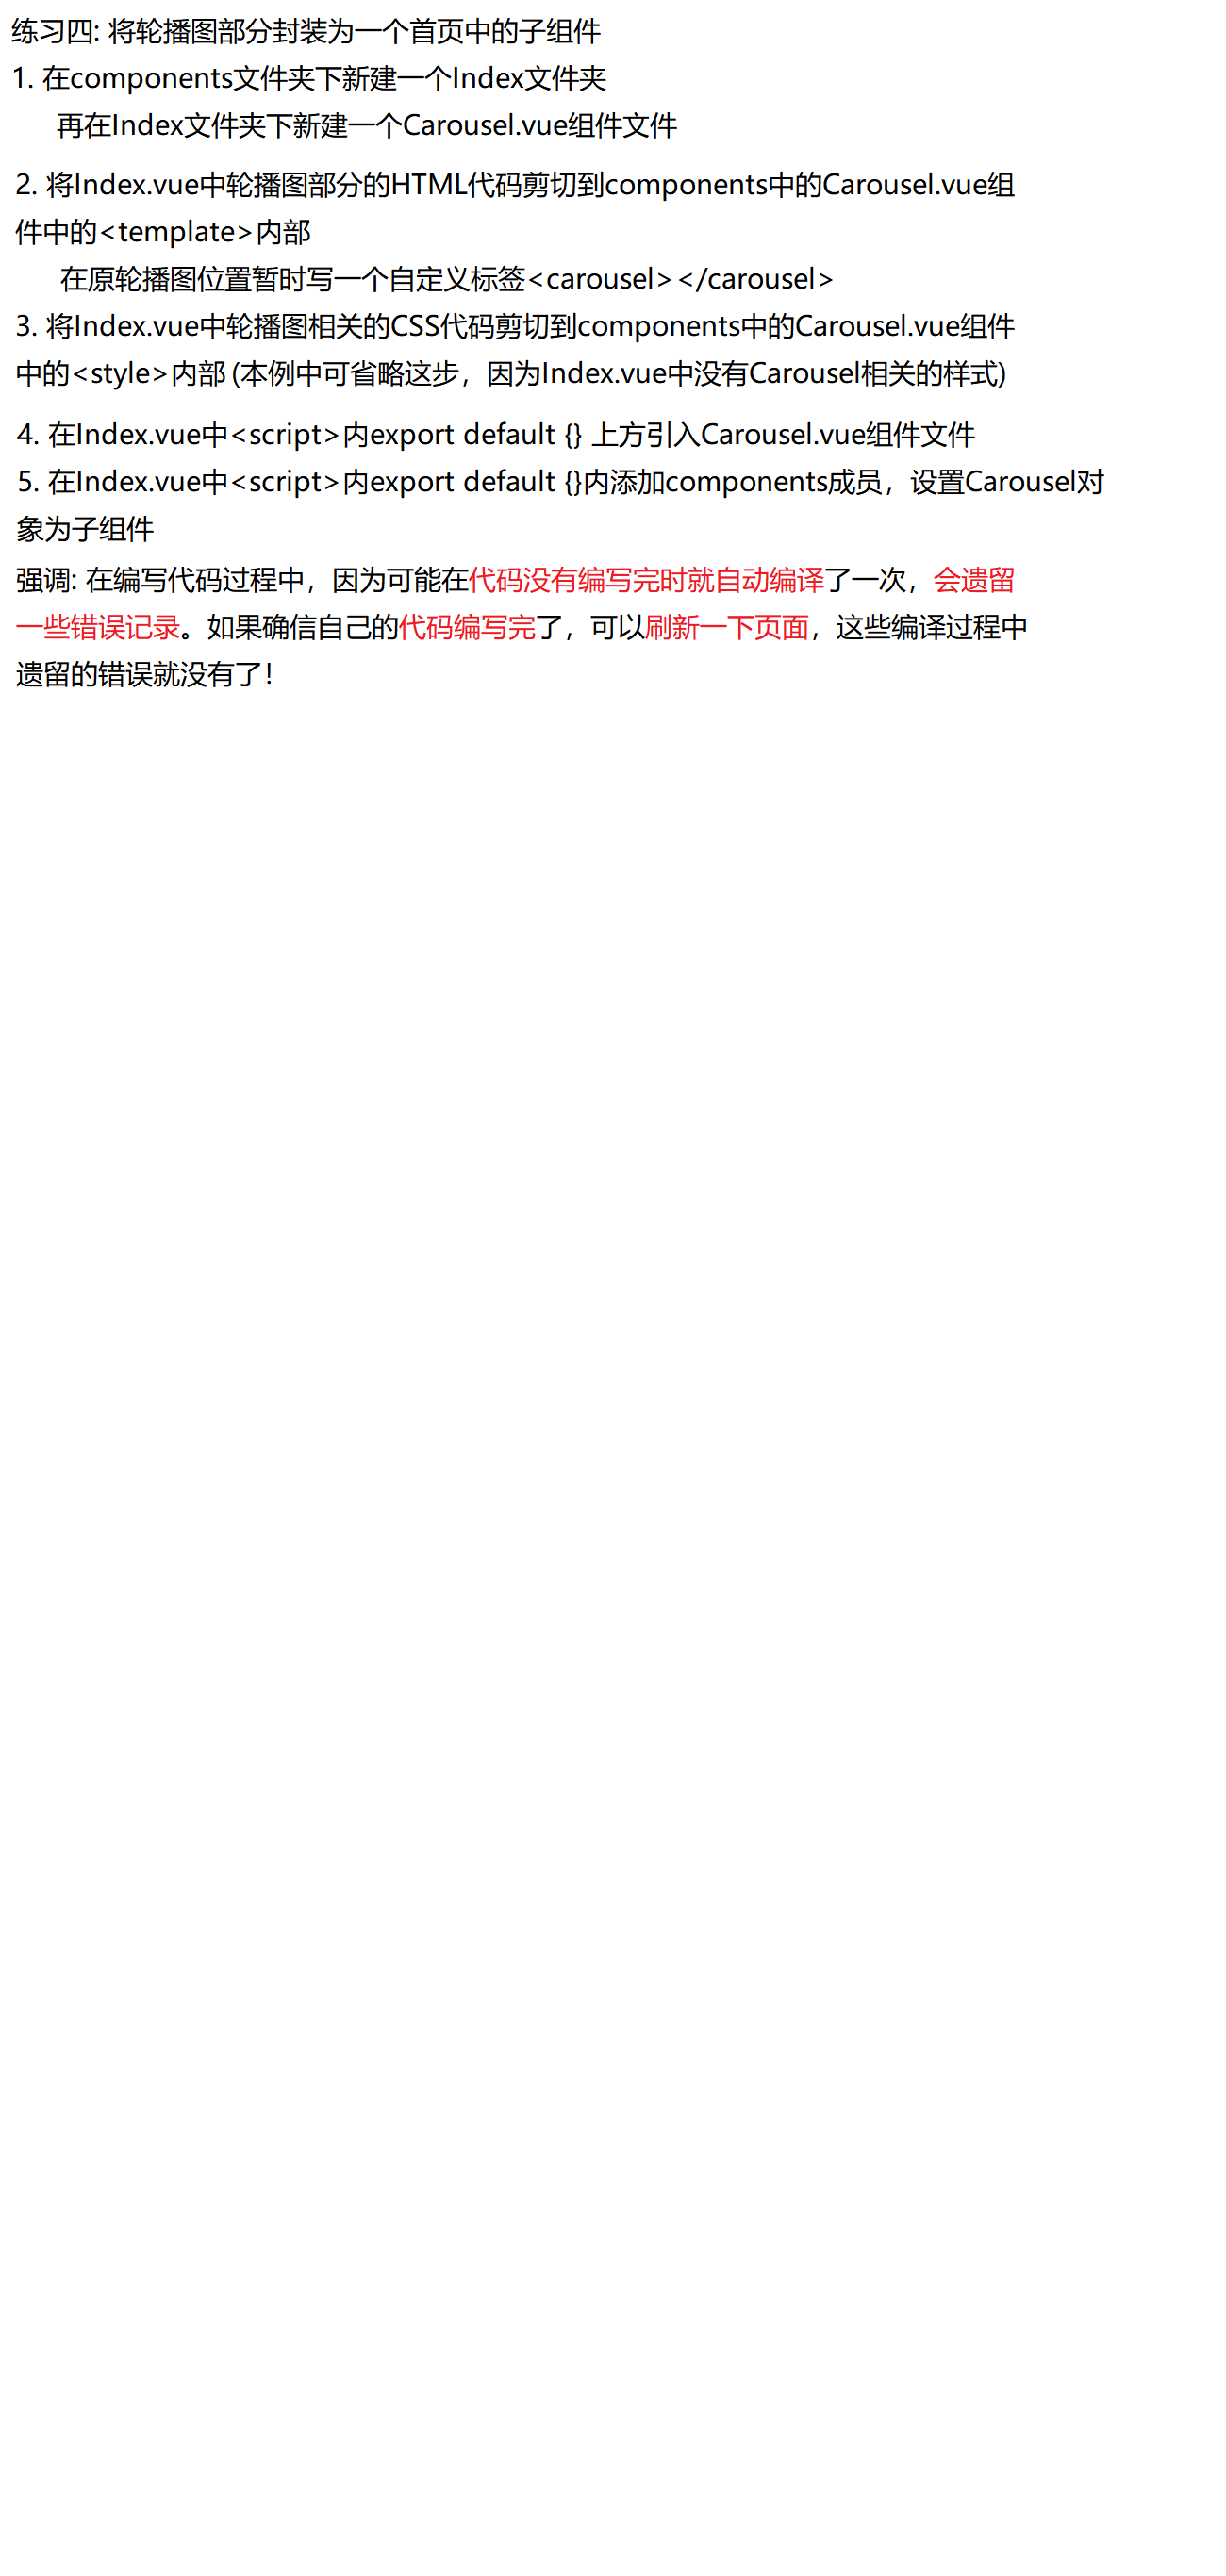 练习四: 将轮播图部分封装为一个首页中的子组件
1. 在components文件夹下新建一个Index文件夹
再在Index文件夹下新建一个Carousel.vue组件文件
2. 将Index.vue中轮播图部分的HTML代码剪切到components中的Carousel.vue组
件中的<template>内部
在原轮播图位置暂时写一个自定义标签<carousel></carousel>
3. 将Index.vue中轮播图相关的CSS代码剪切到components中的Carousel.vue组件
中的<style>内部 (本例中可省略这步，因为Index.vue中没有Carousel相关的样式)
4. 在Index.vue中<script>内export default {} 上方引入Carousel.vue组件文件
5. 在Index.vue中<script>内export default {}内添加components成员，设置Carousel对
象为子组件
强调: 在编写代码过程中，因为可能在代码没有编写完时就自动编译了一次，会遗留
一些错误记录。如果确信自己的代码编写完了，可以刷新一下页面，这些编译过程中
遗留的错误就没有了！